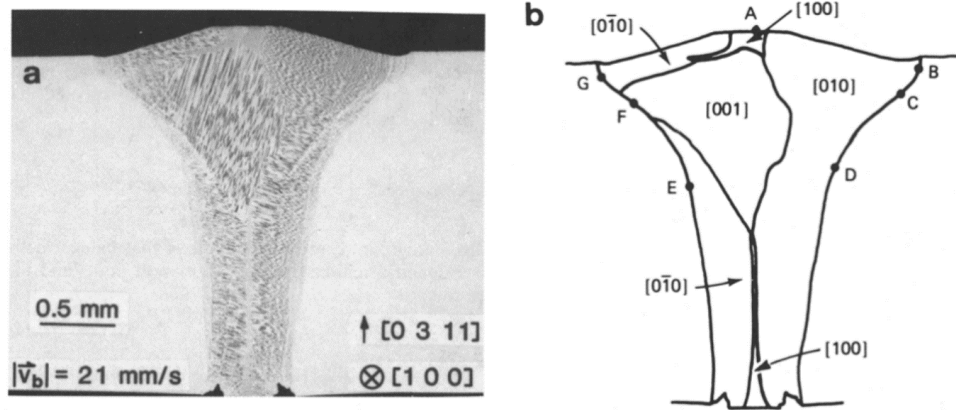 a
0.5 mm
|v⃗b| = 21 mm/s
↑ [0 3 11]
⊗ [1 0 0]
b
A
[100]
[01̄0]
B
G
C
[001]
[010]
F
D
E
[01̄0]
[100]